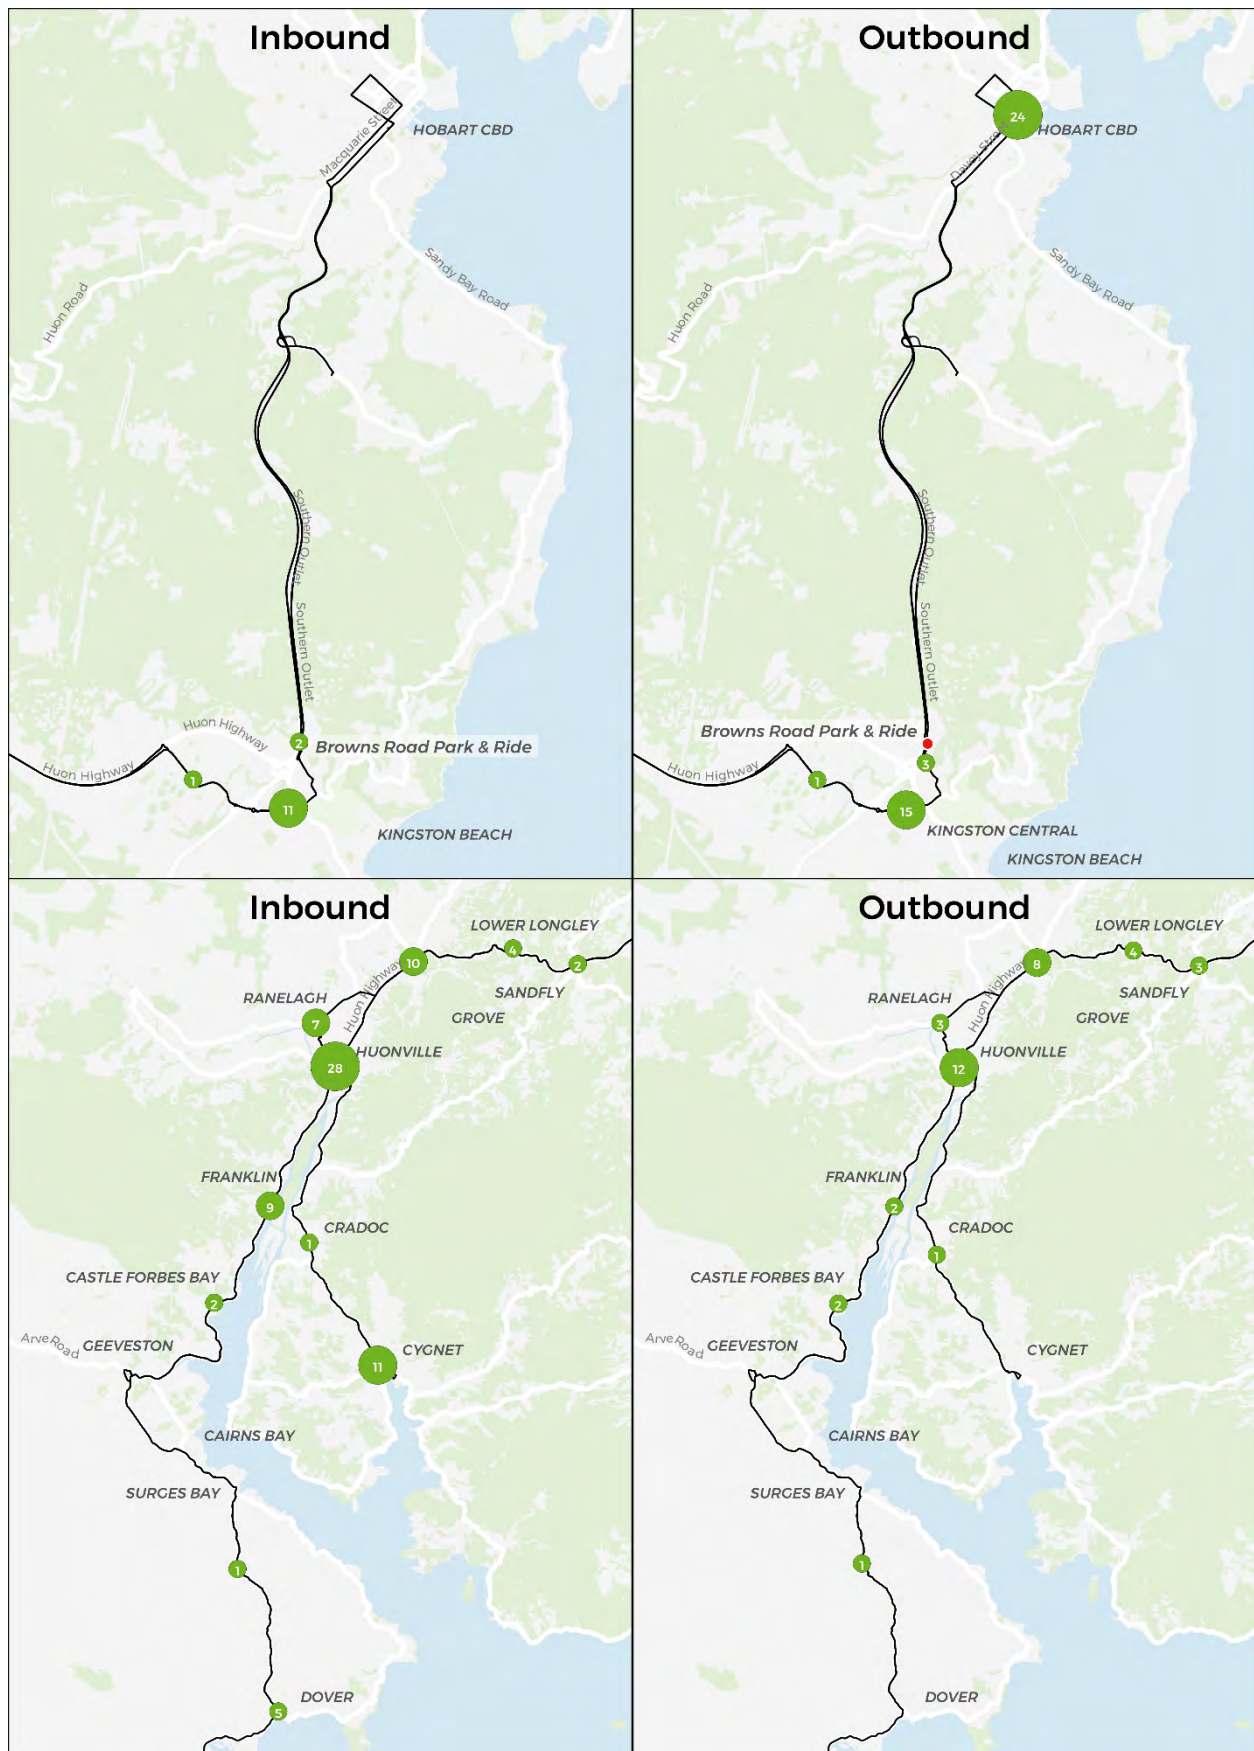 Inbound
Macquarie Street
HOBART CBD
Huon Road
Sandy Bay Road
Southern Outlet
Southern Outlet
Huon Highway
2
Browns Road Park & Ride
Huon Highway
1
11
KINGSTON BEACH
Outbound
24
HOBART CBD
Davey Street
Huon Road
Sandy Bay Road
Southern Outlet
Southern Outlet
Browns Road Park & Ride
Huon Highway
3
1
15
KINGSTON CENTRAL
KINGSTON BEACH
Inbound
LOWER LONGLEY
4
10
2
Huon Highway
SANDFLY
RANELAGH
GROVE
7
HUONVILLE
28
FRANKLIN
9
CRADOC
1
CASTLE FORBES BAY
2
Arve Road
GEEVESTON
CYGNET
11
CAIRNS BAY
SURGES BAY
1
DOVER
5
Outbound
LOWER LONGLEY
4
8
3
Huon Highway
SANDFLY
RANELAGH
GROVE
3
HUONVILLE
12
FRANKLIN
2
CRADOC
1
CASTLE FORBES BAY
2
Arve Road
GEEVESTON
CYGNET
CAIRNS BAY
SURGES BAY
1
DOVER